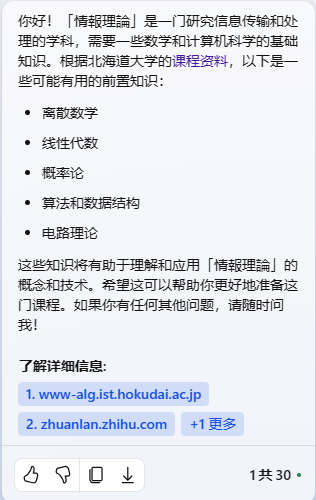 你好！「情報理論」是一门研究信息传输和处
理的学科，需要一些数学和计算机科学的基础
知识。根据北海道大学的课程资料，以下是一
些可能有用的前置知识：
• 离散数学
• 线性代数
• 概率论
• 算法和数据结构
• 电路理论
这些知识将有助于理解和应用「情報理論」的
概念和技术。希望这可以帮助你更好地准备这
门课程。如果你有任何其他问题，请随时问
我！
了解详细信息:
1. www-alg.ist.hokudai.ac.jp
2. zhuanlan.zhihu.com +1 更多
1 共 30